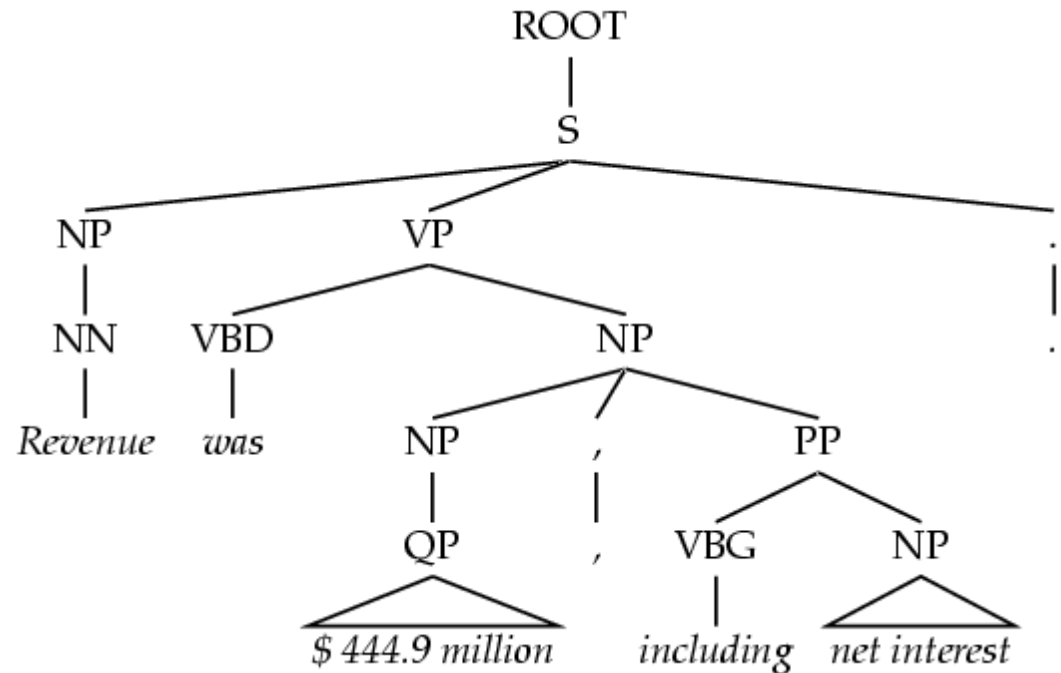 ROOT
S
NP VP .
NN VBD NP .
Revenue was NP , PP
QP , VBG NP
$ 444.9 million including net interest